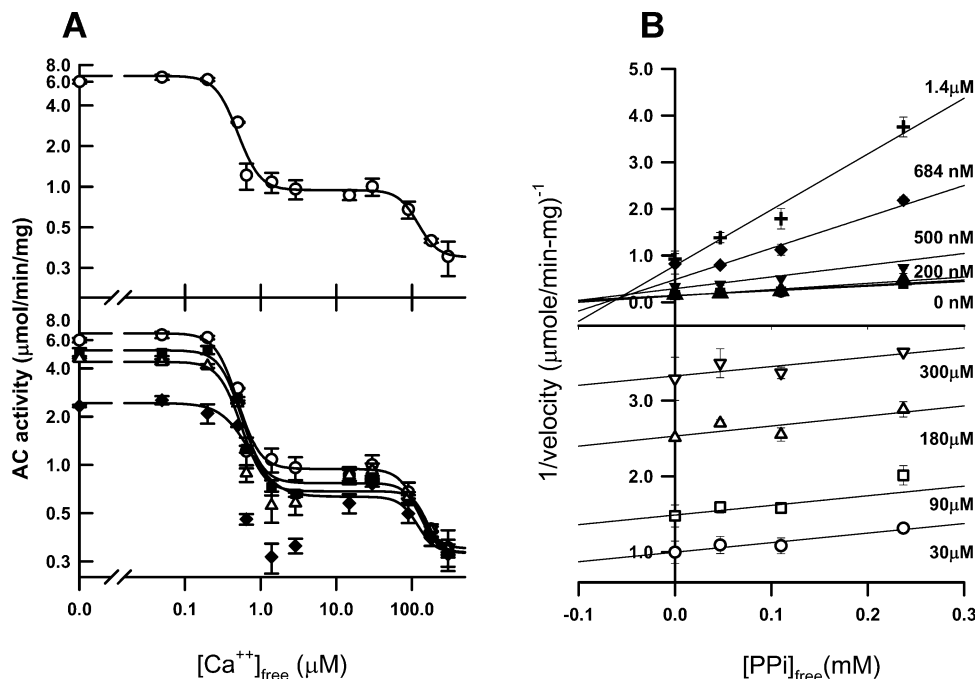 A
B
AC activity (μmol/min/mg)
8.0
6.0
4.0
2.0
1.0
0.5
0.3
8.0
6.0
4.0
2.0
1.0
0.5
0.3
0.0
0.1
1.0
10.0
100.0
[Ca++]free (μM)
1/velocity (μmole/min-mg)-1
5.0
4.0
3.0
2.0
1.0
0.0
1.4μM
684 nM
500 nM
200 nM
0 nM
3.0
2.0
1.0
300μM
180μM
90μM
30μM
-0.1
0.0
0.1
0.2
0.3
[PPi]free(mM)